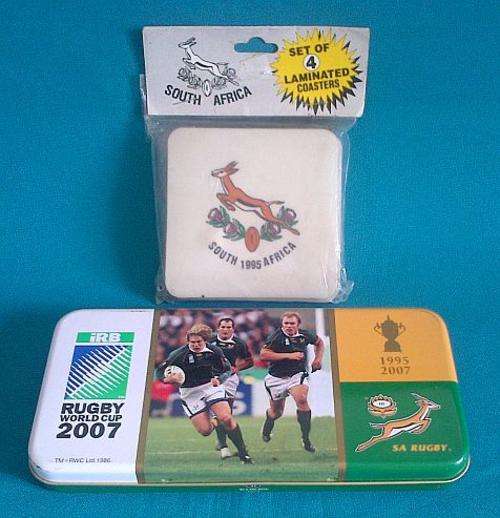 SET OF
4
LAMINATED
COASTERS
SOUTH AFRICA
SOUTH 1995 AFRICA
iRB
RUGBY
WORLD CUP
2007
TM © RWC Ltd 1986
1995
2007
SA RUGBY